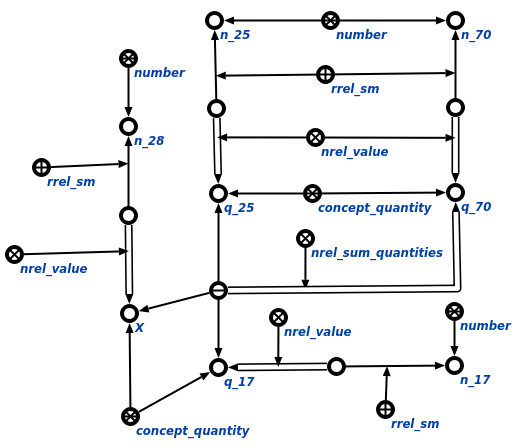 n_25
number
n_70
number
rrel_sm
n_28
nrel_value
rrel_sm
q_25
concept_quantity
q_70
nrel_value
nrel_sum_quantities
X
nrel_value
number
q_17
n_17
concept_quantity
rrel_sm